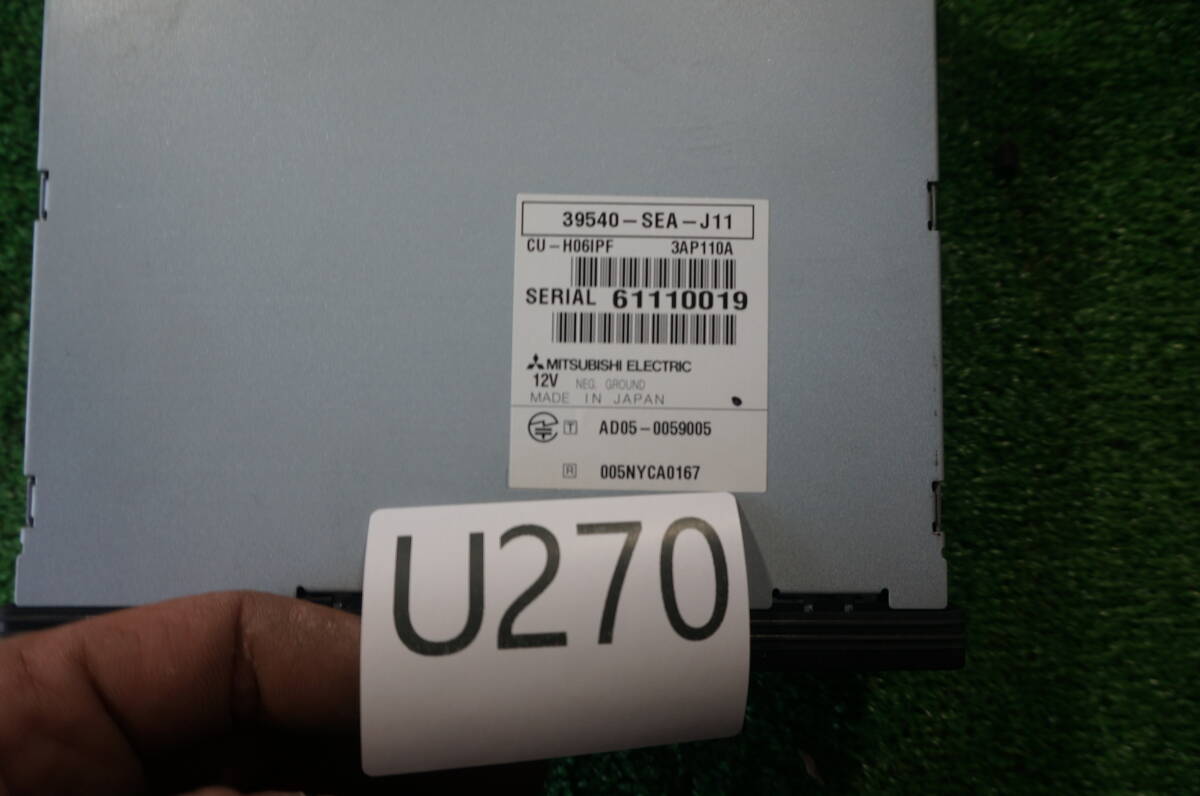 39540-SEA-J11
CU-H06IPF 3AP110A
SERIAL 61110019
MITSUBISHI ELECTRIC
12V NEG. GROUND
MADE IN JAPAN
T AD05-0059005
R 005NYCA0167
U270